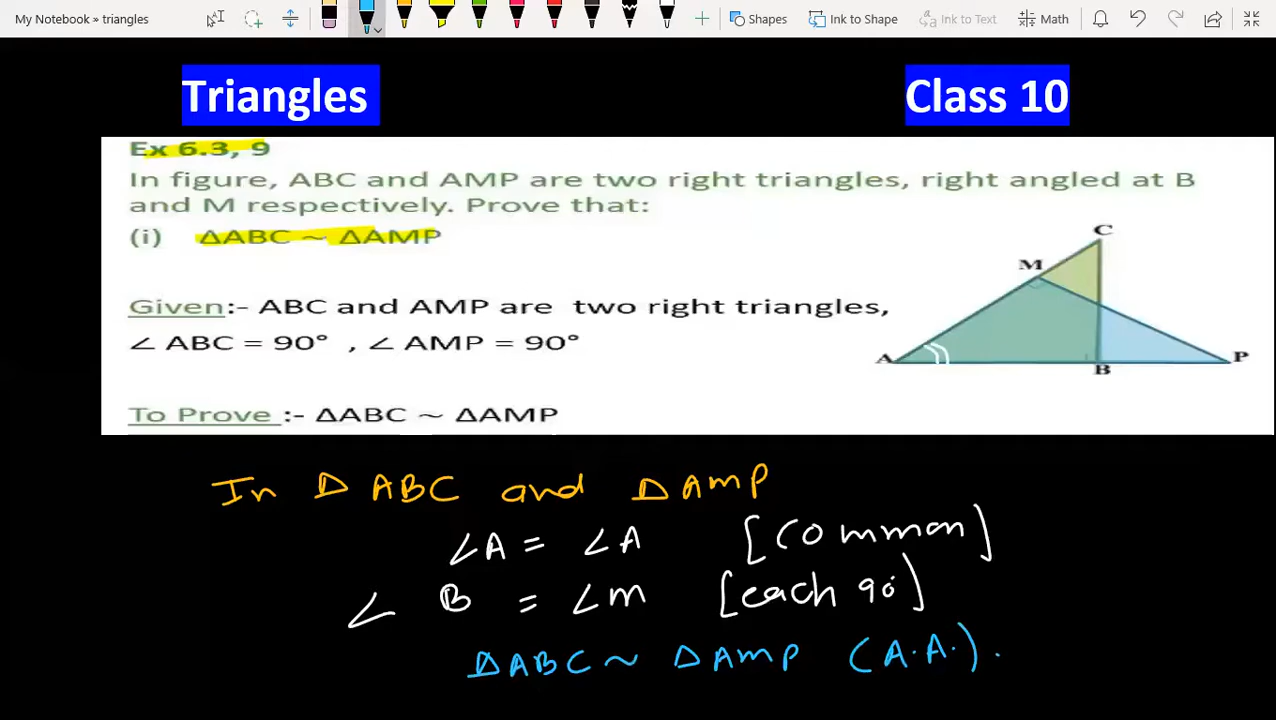 My Notebook » triangles
Shapes
Ink to Shape
Ink to Text
Math
Triangles
Class 10
Ex 6.3, 9
In figure, ABC and AMP are two right triangles, right angled at B
and M respectively. Prove that:
(i) ΔABC ~ ΔAMP
C
M
A
B
P
Given:- ABC and AMP are two right triangles,
∠ ABC = 90° , ∠ AMP = 90°
To Prove :- ΔABC ~ ΔAMP
In Δ ABC and Δ AMP
∠A = ∠A [Common]
∠ B = ∠M [each 90°]
ΔABC ~ ΔAMP (A.A.).